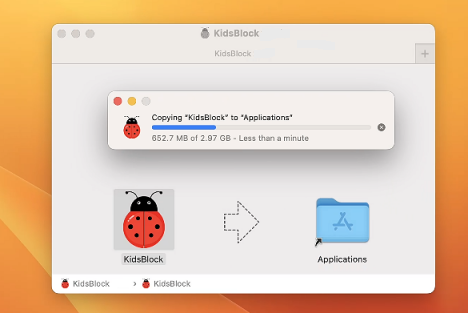 KidsBlock
KidsBlock
+
Copying “KidsBlock” to “Applications”
652.7 MB of 2.97 GB - Less than a minute
KidsBlock
Applications
KidsBlock › KidsBlock